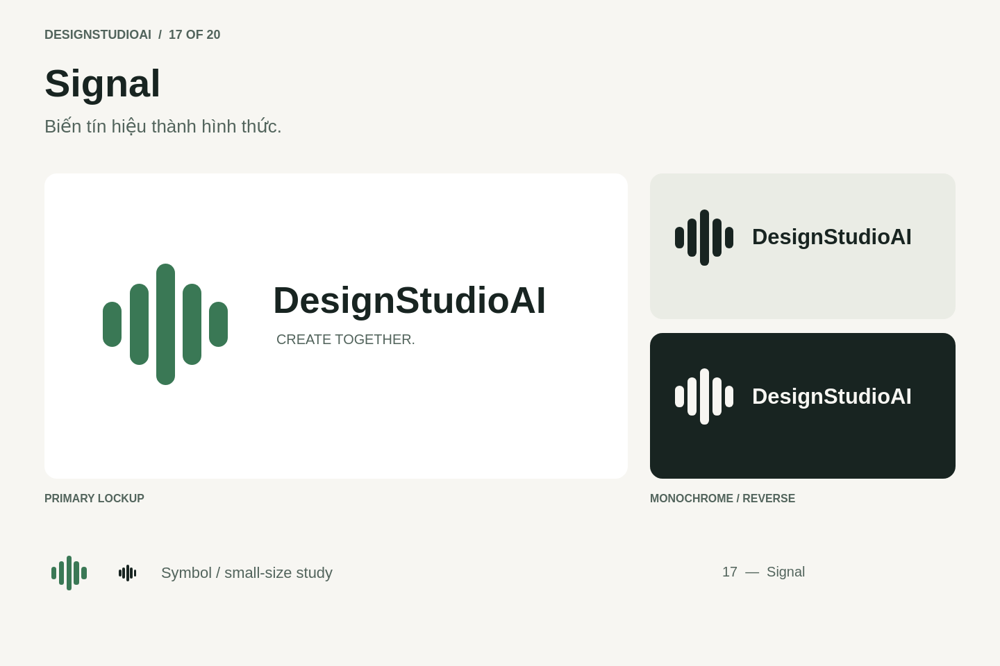 DESIGNSTUDIOAI / 17 OF 20
Signal
Biến tín hiệu thành hình thức.
DesignStudioAI
CREATE TOGETHER.
DesignStudioAI
DesignStudioAI
PRIMARY LOCKUP
MONOCHROME / REVERSE
Symbol / small-size study
17 — Signal